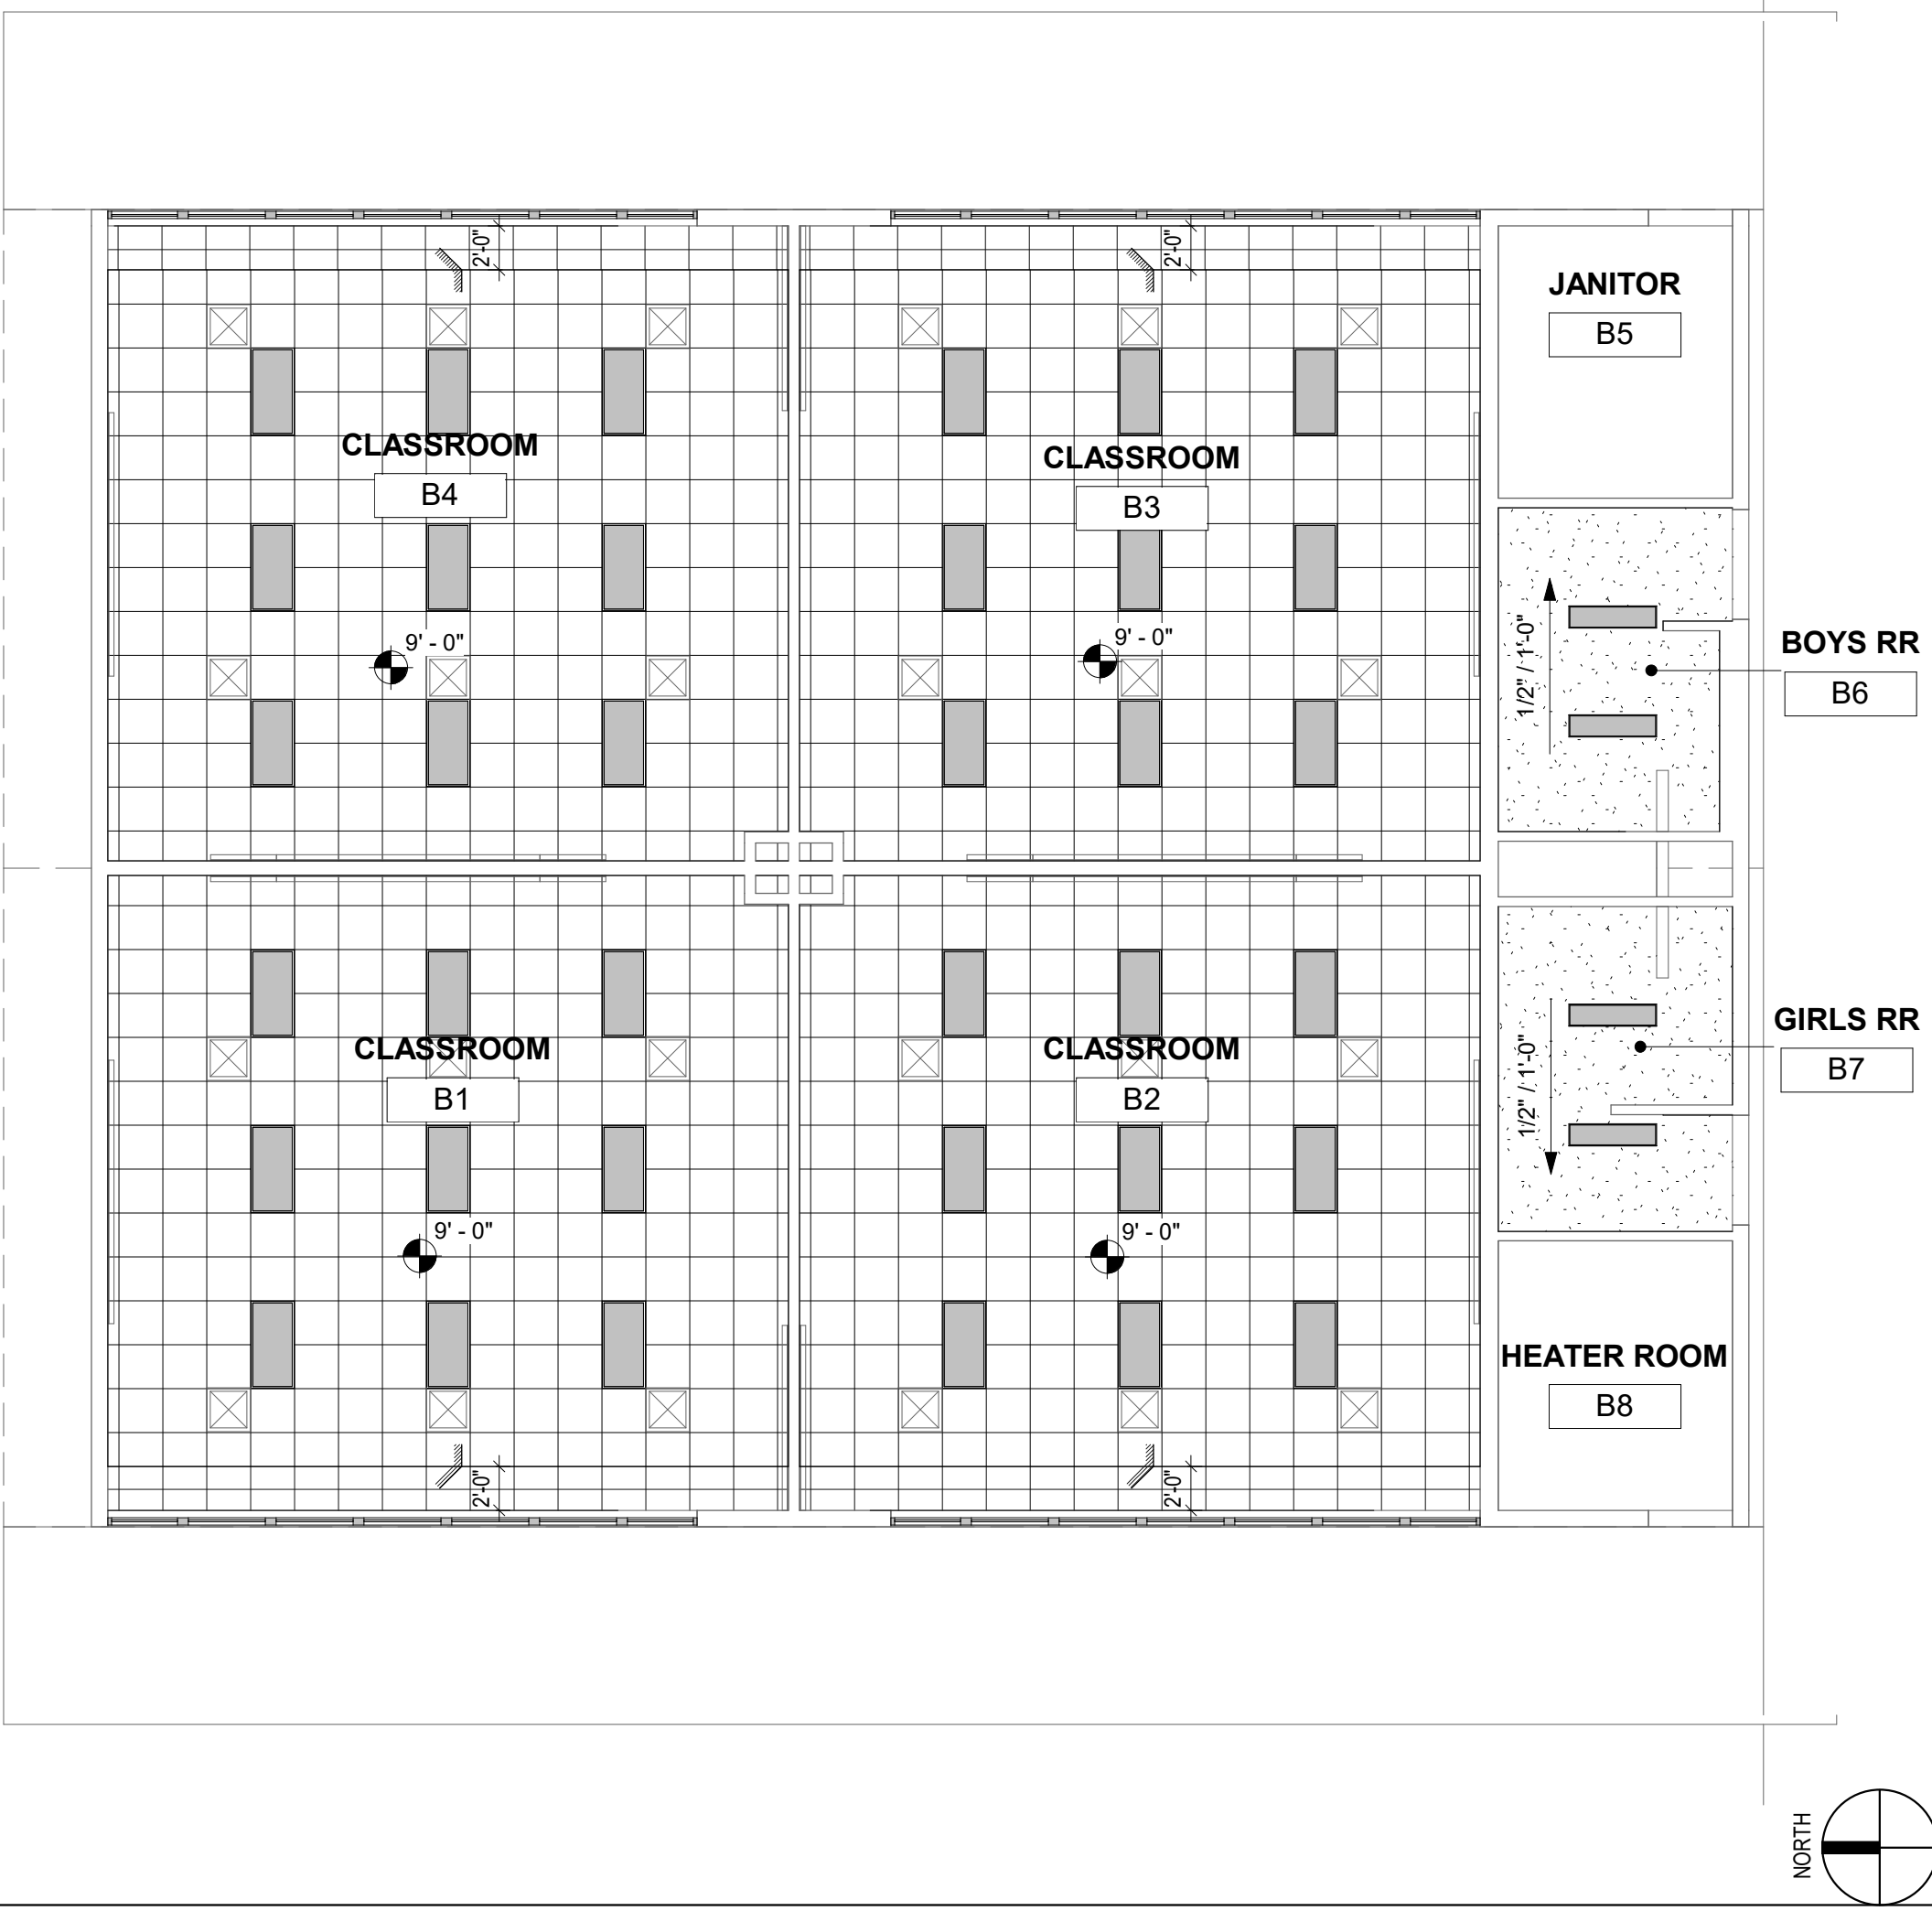 2'-0"
2'-0"
JANITOR
B5
CLASSROOM
B4
CLASSROOM
B3
9' - 0"
9' - 0"
1/2" / 1'-0"
BOYS RR
B6
CLASSROOM
B1
CLASSROOM
B2
1/2" / 1'-0"
GIRLS RR
B7
9' - 0"
9' - 0"
HEATER ROOM
B8
2'-0"
2'-0"
NORTH